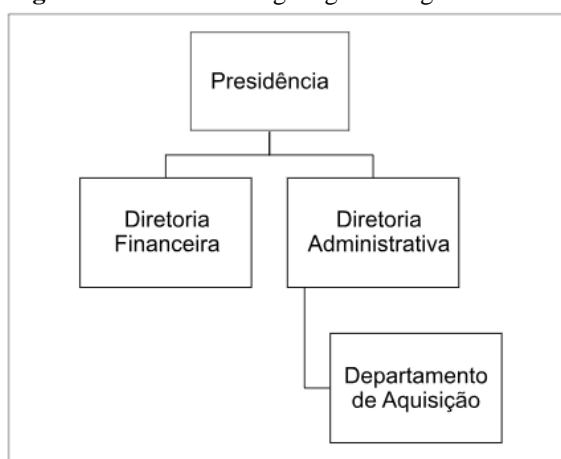 Presidência
Diretoria
Financeira
Diretoria
Administrativa
Departamento
de Aquisição